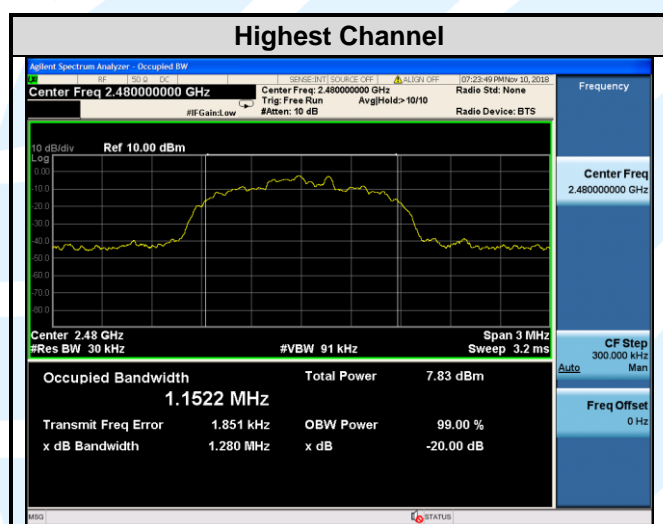 Highest Channel
Agilent Spectrum Analyzer - Occupied BW
RF 50 Ω DC SENSE:INT SOURCE OFF ALIGN OFF 07:23:49 PM Nov 10, 2018
Center Freq 2.480000000 GHz
Center Freq: 2.480000000 GHz
Radio Std: None
Trig: Free Run Avg|Hold:> 10/10
#IFGain:Low #Atten: 10 dB Radio Device: BTS
10 dB/div Ref 10.00 dBm
Log
0.00
-10.0
-20.0
-30.0
-40.0
-50.0
-60.0
-70.0
-80.0
Center 2.48 GHz Span 3 MHz
#Res BW 30 kHz #VBW 91 kHz Sweep 3.2 ms
Occupied Bandwidth Total Power 7.83 dBm
1.1522 MHz
Transmit Freq Error 1.851 kHz OBW Power 99.00 %
x dB Bandwidth 1.280 MHz x dB -20.00 dB
MSG STATUS
Frequency
Center Freq
2.480000000 GHz
CF Step
300.000 kHz
Auto Man
Freq Offset
0 Hz